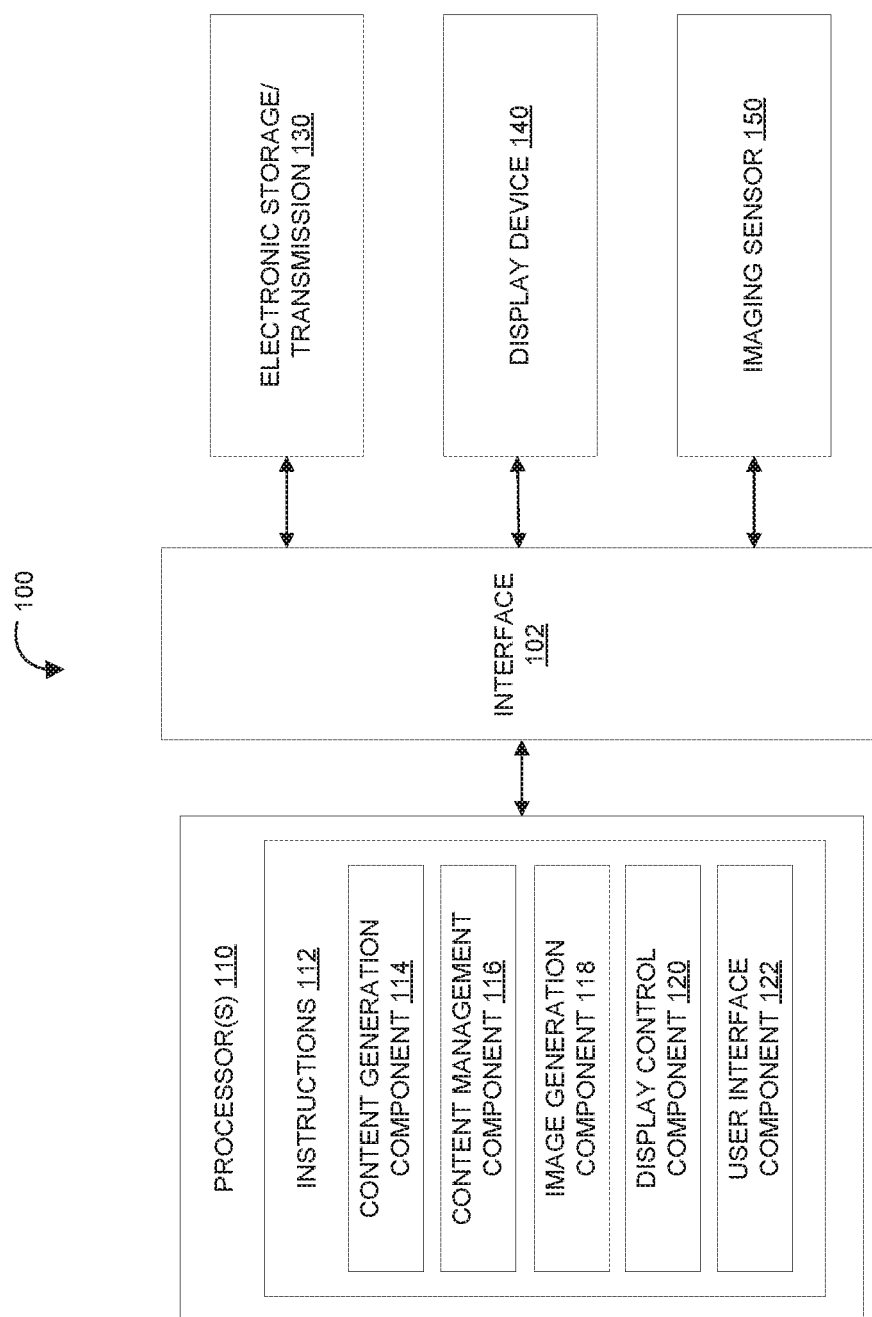 100
PROCESSOR(S) 110
INSTRUCTIONS 112
CONTENT GENERATION
COMPONENT 114
CONTENT MANAGEMENT
COMPONENT 116
IMAGE GENERATION
COMPONENT 118
DISPLAY CONTROL
COMPONENT 120
USER INTERFACE
COMPONENT 122
INTERFACE
102
ELECTRONIC STORAGE/
TRANSMISSION 130
DISPLAY DEVICE 140
IMAGING SENSOR 150